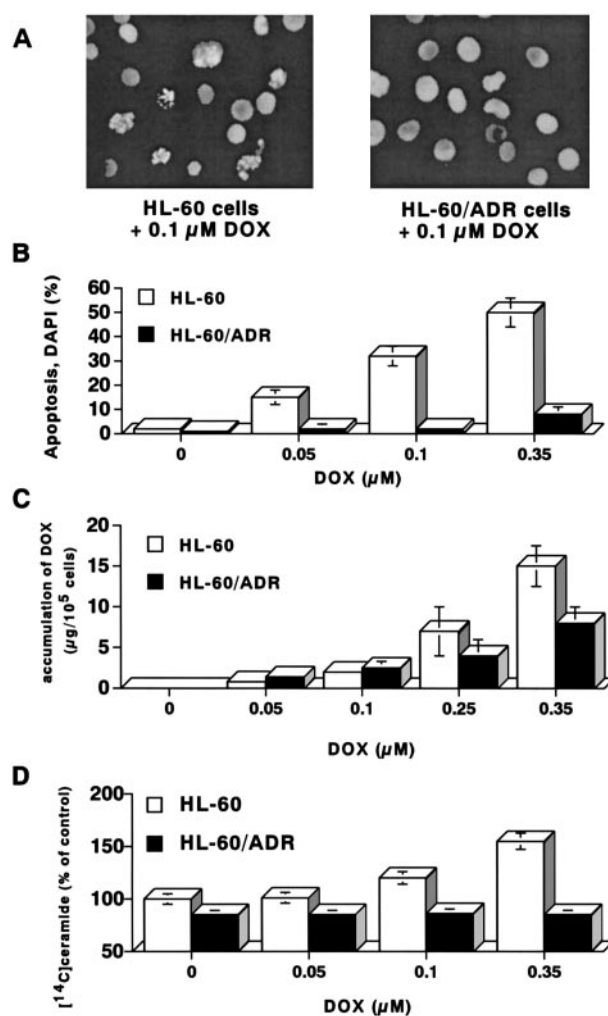 A
HL-60 cells
+ 0.1 µM DOX
HL-60/ADR cells
+ 0.1 µM DOX
B
Apoptosis, DAPI (%)
60
50
40
30
20
10
0
HL-60
HL-60/ADR
0 0.05 0.1 0.35
DOX (µM)
C
accumulation of DOX
(µg/10⁵ cells)
20
15
10
5
0
HL-60
HL-60/ADR
0 0.05 0.1 0.25 0.35
DOX (µM)
D
[¹⁴C]ceramide (% of control)
200
150
100
50
HL-60
HL-60/ADR
0 0.05 0.1 0.35
DOX (µM)